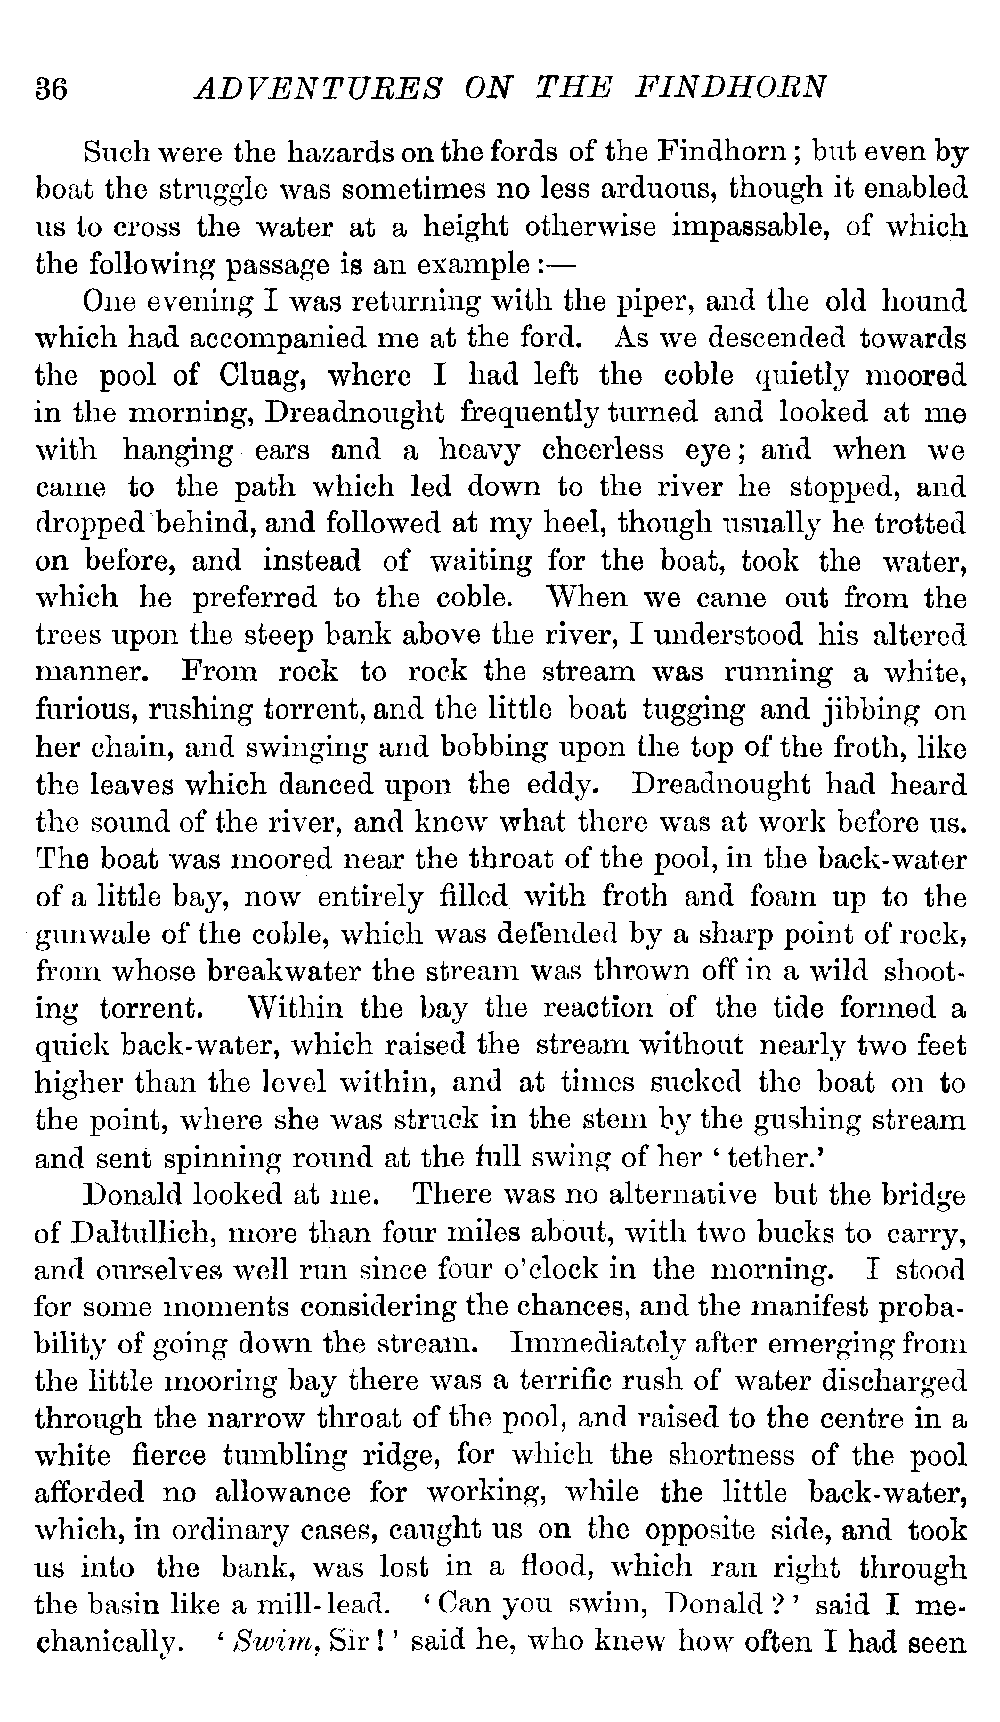 36 ADVENTURES ON THE FINDHORN
Such were the hazards on the fords of the Findhorn; but even by
boat the struggle was sometimes no less arduous, though it enabled
us to cross the water at a height otherwise impassable, of which
the following passage is an example:—
One evening I was returning with the piper, and the old hound
which had accompanied me at the ford. As we descended towards
the pool of Cluag, where I had left the coble quietly moored
in the morning, Dreadnought frequently turned and looked at me
with hanging ears and a heavy cheerless eye; and when we
came to the path which led down to the river he stopped, and
dropped behind, and followed at my heel, though usually he trotted
on before, and instead of waiting for the boat, took the water,
which he preferred to the coble. When we came out from the
trees upon the steep bank above the river, I understood his altered
manner. From rock to rock the stream was running a white,
furious, rushing torrent, and the little boat tugging and jibbing on
her chain, and swinging and bobbing upon the top of the froth, like
the leaves which danced upon the eddy. Dreadnought had heard
the sound of the river, and knew what there was at work before us.
The boat was moored near the throat of the pool, in the back-water
of a little bay, now entirely filled with froth and foam up to the
gunwale of the coble, which was defended by a sharp point of rock,
from whose breakwater the stream was thrown off in a wild shoot-
ing torrent. Within the bay the reaction of the tide formed a
quick back-water, which raised the stream without nearly two feet
higher than the level within, and at times sucked the boat on to
the point, where she was struck in the stem by the gushing stream
and sent spinning round at the full swing of her ‘tether.’
Donald looked at me. There was no alternative but the bridge
of Daltullich, more than four miles about, with two bucks to carry,
and ourselves well run since four o’clock in the morning. I stood
for some moments considering the chances, and the manifest proba-
bility of going down the stream. Immediately after emerging from
the little mooring bay there was a terrific rush of water discharged
through the narrow throat of the pool, and raised to the centre in a
white fierce tumbling ridge, for which the shortness of the pool
afforded no allowance for working, while the little back-water,
which, in ordinary cases, caught us on the opposite side, and took
us into the bank, was lost in a flood, which ran right through
the basin like a mill-lead. ‘Can you swim, Donald?’ said I me-
chanically. ‘Swim, Sir!’ said he, who knew how often I had seen